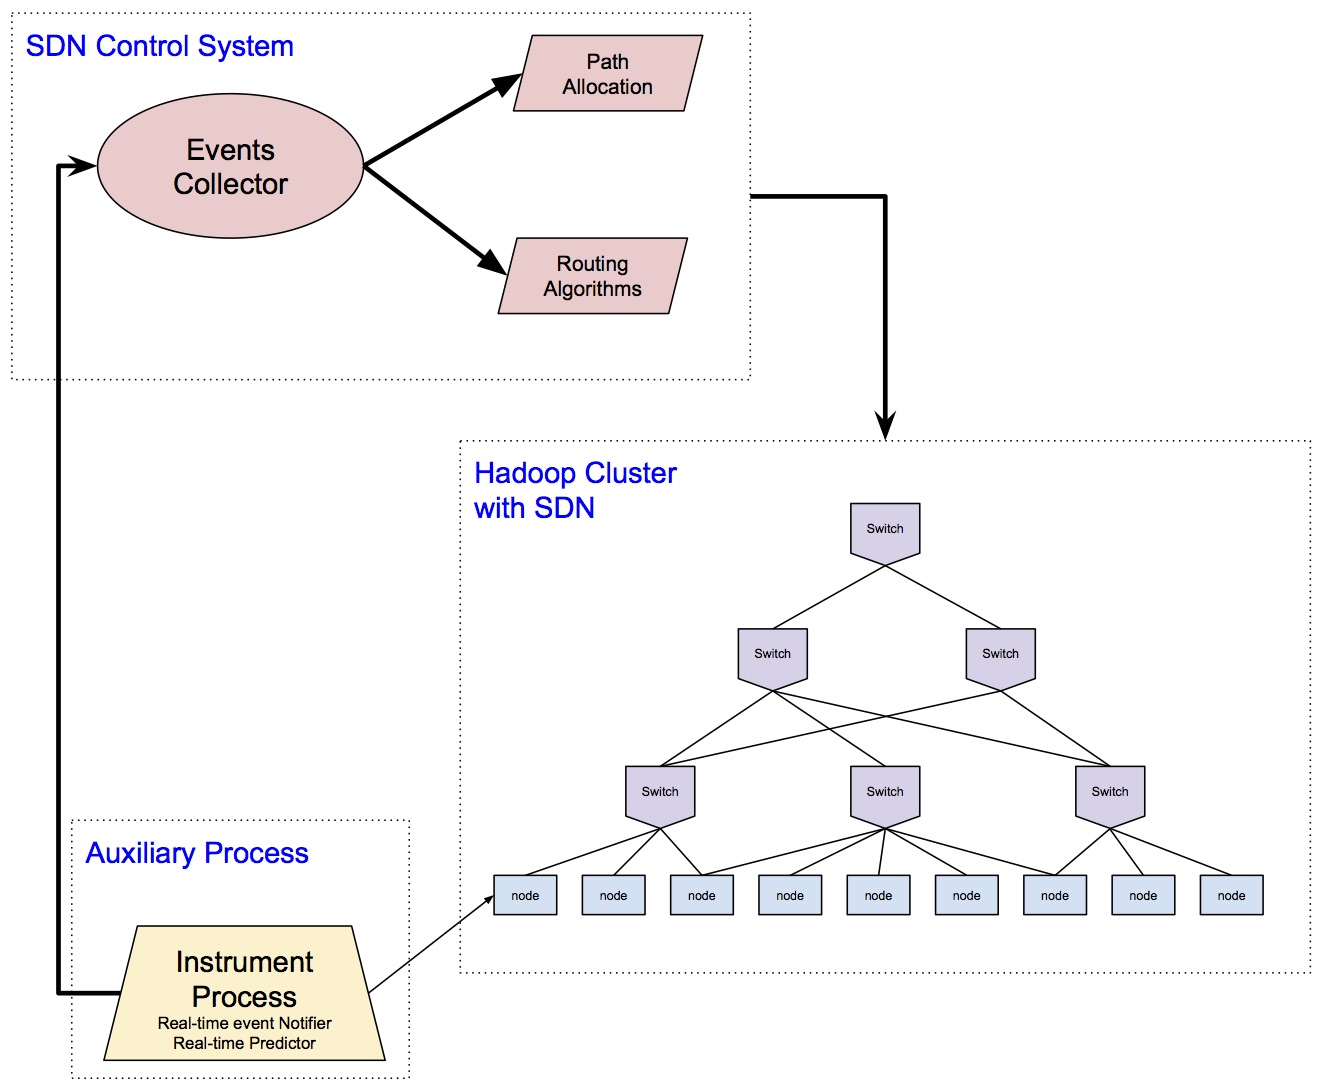 SDN Control System
Path
Allocation
Events
Collector
Routing
Algorithms
Hadoop Cluster
with SDN
Switch
Switch
Switch
Switch
Switch
Switch
node
node
node
node
node
node
node
node
node
Auxiliary Process
Instrument
Process
Real-time event Notifier
Real-time Predictor